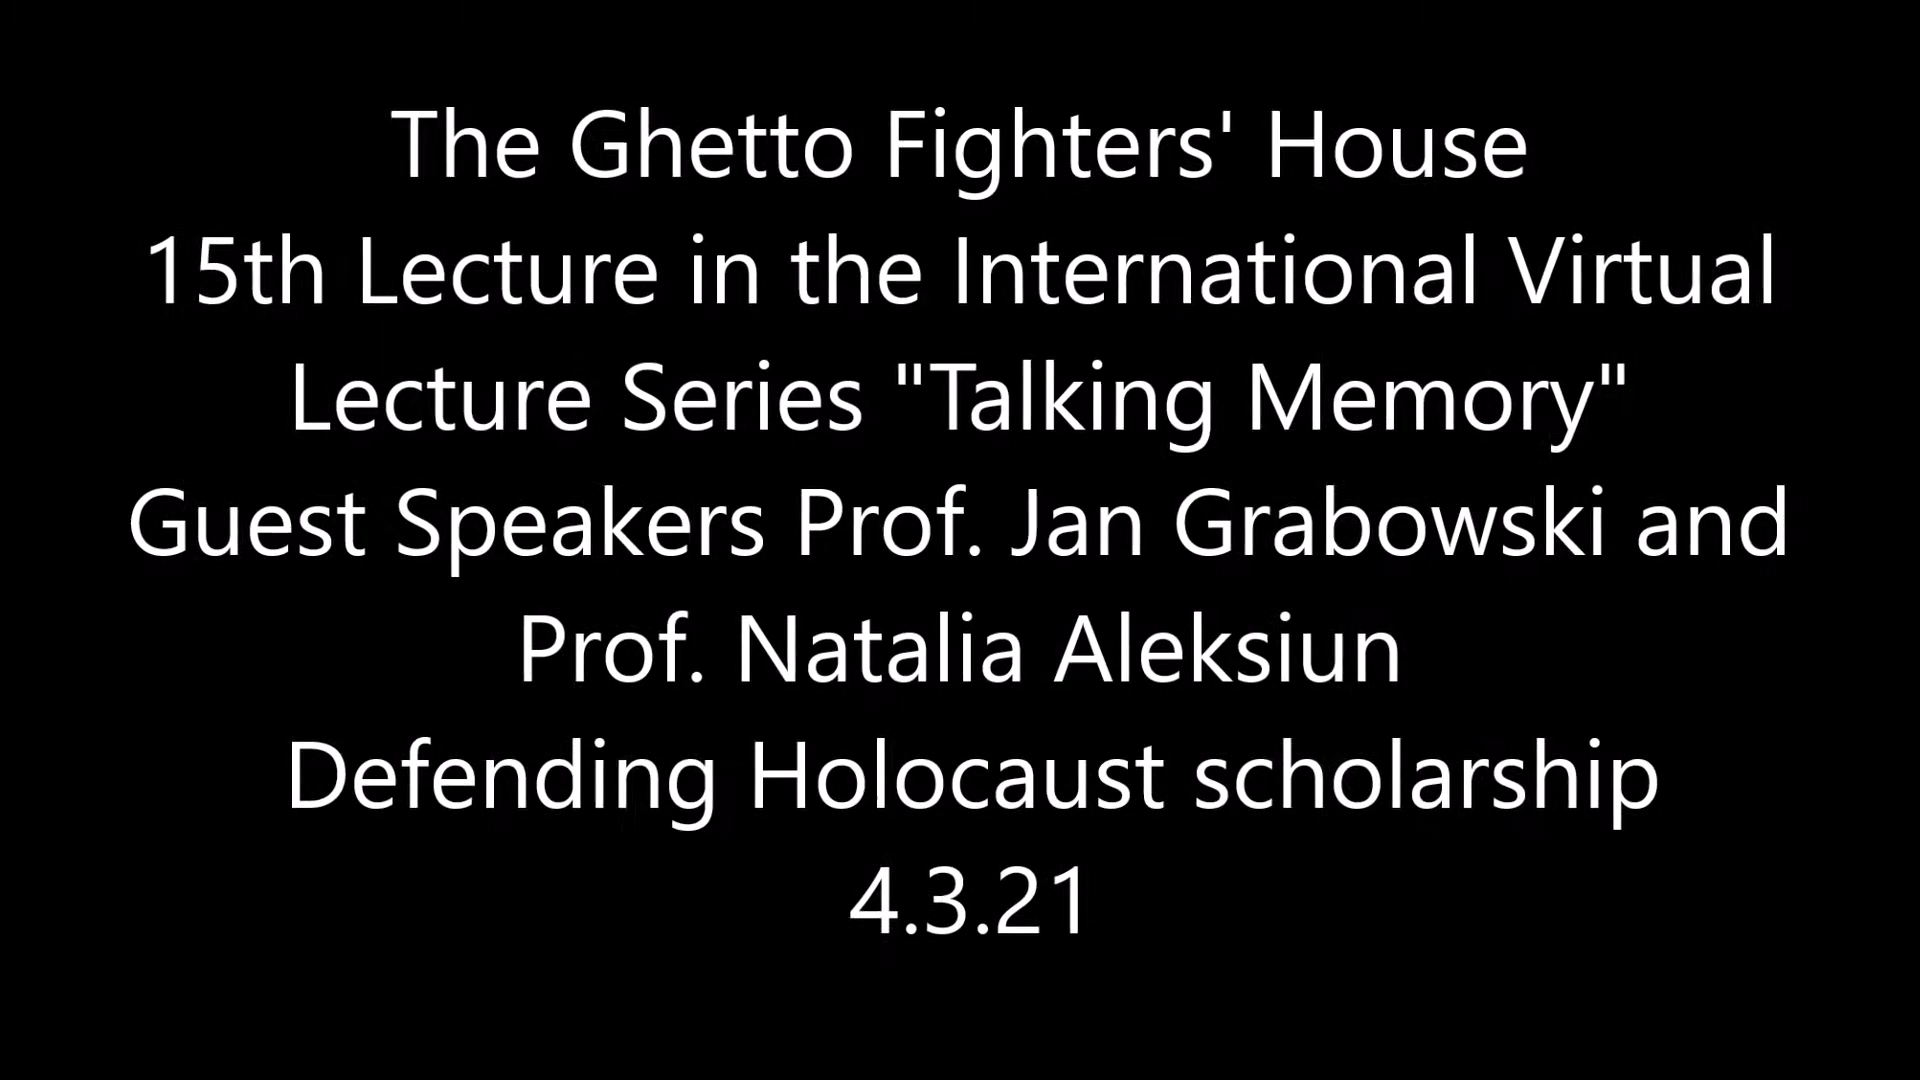 The Ghetto Fighters' House
15th Lecture in the International Virtual
Lecture Series "Talking Memory"
Guest Speakers Prof. Jan Grabowski and
Prof. Natalia Aleksiun
Defending Holocaust scholarship
4.3.21